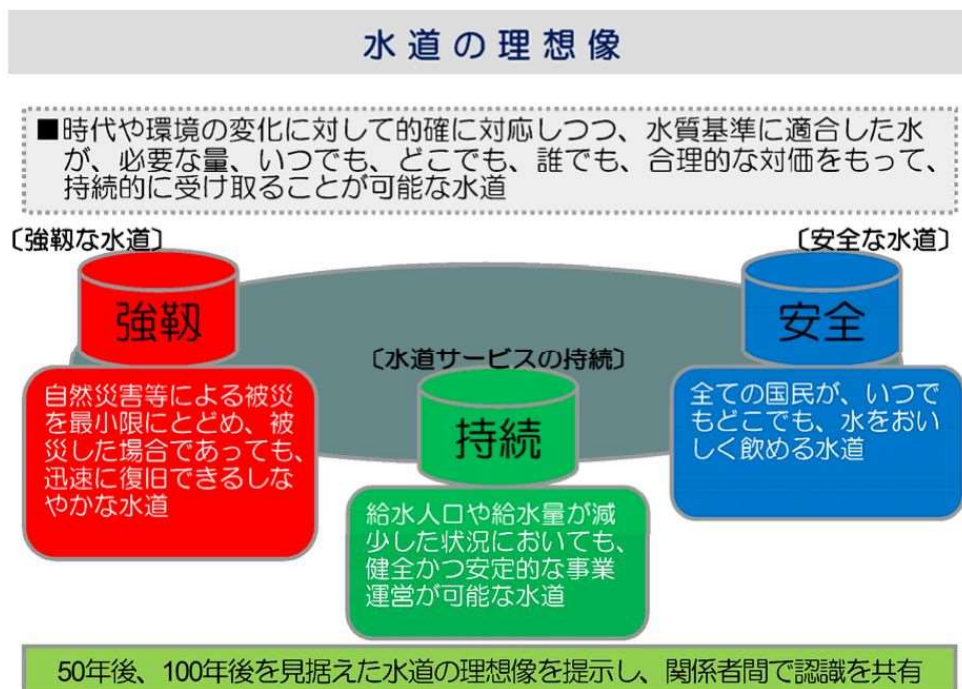 水道の理想像
■時代や環境の変化に対して的確に対応しつつ、水質基準に適合した水
が、必要な量、いつでも、どこでも、誰でも、合理的な対価をもって、
持続的に受け取ることが可能な水道
〔強靭な水道〕
〔安全な水道〕
強靱
安全
〔水道サービスの持続〕
持続
自然災害等による被災
を最小限にとどめ、被
災した場合であっても、
迅速に復旧できるしな
やかな水道
全ての国民が、いつで
もどこでも、水をおい
しく飲める水道
給水人口や給水量が減
少した状況においても、
健全かつ安定的な事業
運営が可能な水道
50年後、100年後を見据えた水道の理想像を提示し、関係者間で認識を共有